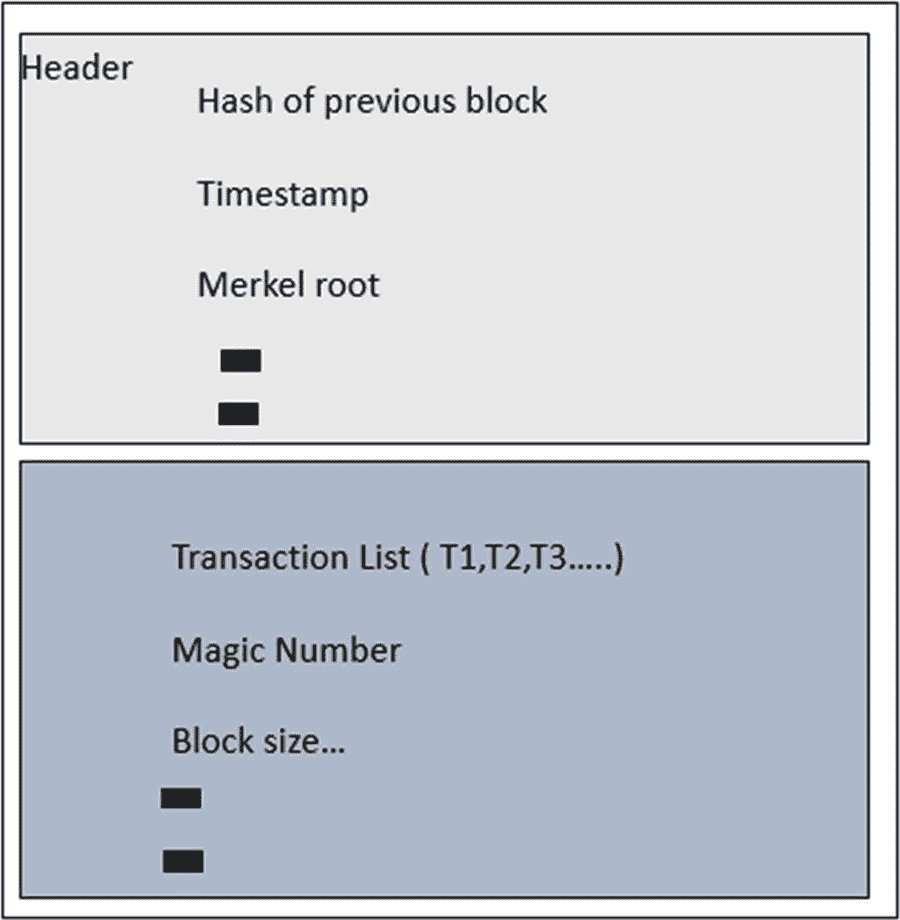 Header
Hash of previous block
Timestamp
Merkel root
Transaction List ( T1,T2,T3.....)
Magic Number
Block size...